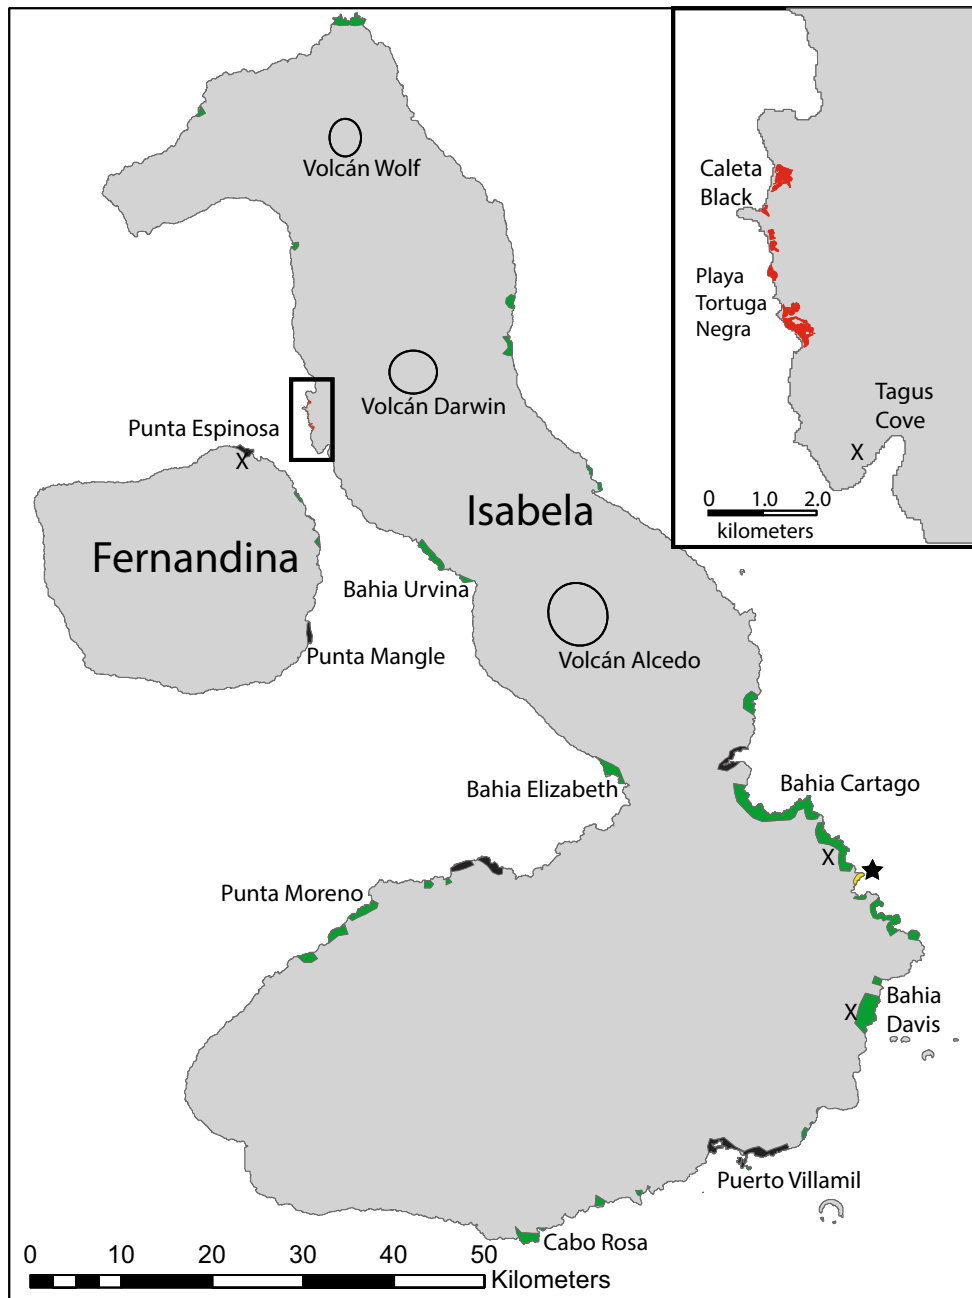 Volcán Wolf
Caleta
Black
Playa
Tortuga
Negra
Tagus
Cove
X
0 1.0 2.0
kilometers
Volcán Darwin
Punta Espinosa
X
Isabela
Fernandina
Bahia Urvina
Punta Mangle
Volcán Alcedo
Bahia Elizabeth
Bahia Cartago
X
Punta Moreno
X
Bahia
Davis
Puerto Villamil
Cabo Rosa
0 10 20 30 40 50
Kilometers